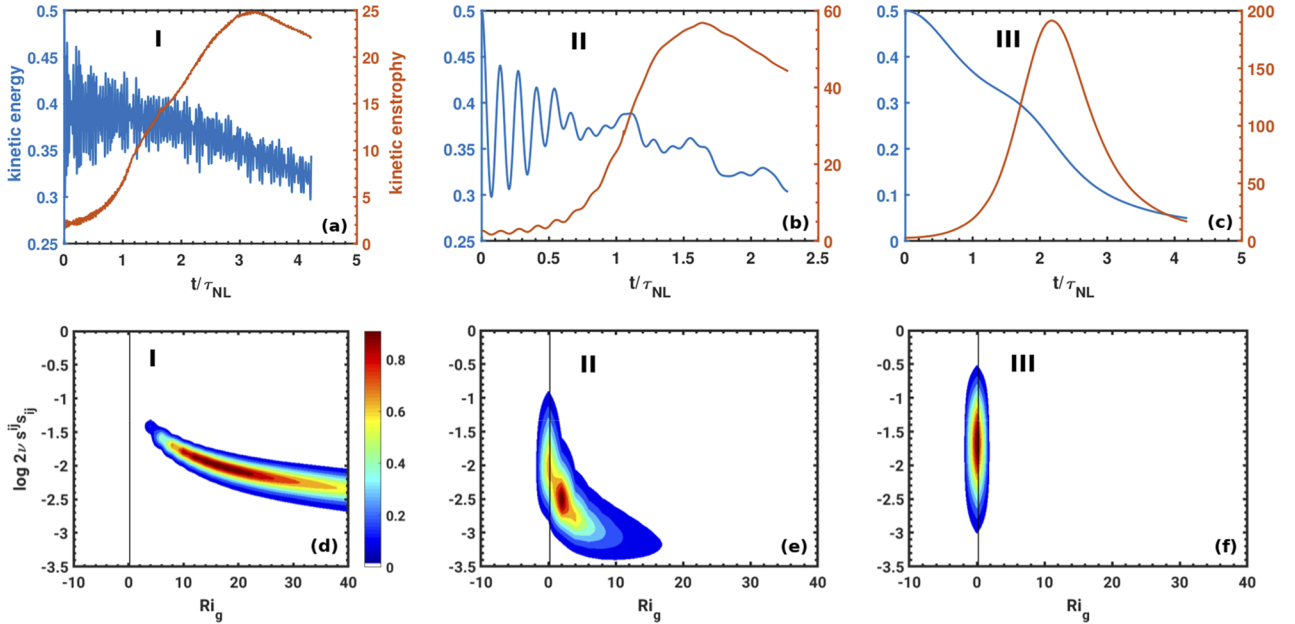 0.5 25 0.5 60 0.5 200
I II III
0.45 20 0.45 0.4 150
15 0.4 40 0.3
0.4 100
kinetic energy kinetic enstrophy
10 0.35 0.2
0.35 20
0.3 5 0.3 0.1 50
(a) (b) (c)
0.25 0 0.25 0 0 0
0 1 2 3 4 5 0 0.5 1 1.5 2 2.5 0 1 2 3 4 5
t/τNL t/τNL t/τNL
0 0 0
I II III
-0.5 0.8 -0.5 -0.5
-1 -1 -1
0.6
-1.5 -1.5 -1.5
log 2ν s^ij s_ij
-2 0.4 -2 -2
-2.5 0.2 -2.5 -2.5
-3 -3 -3
(d) (e) (f)
-3.5 0 -3.5 -3.5
-10 0 10 20 30 40 -10 0 10 20 30 40 -10 0 10 20 30 40
Rig Rig Rig